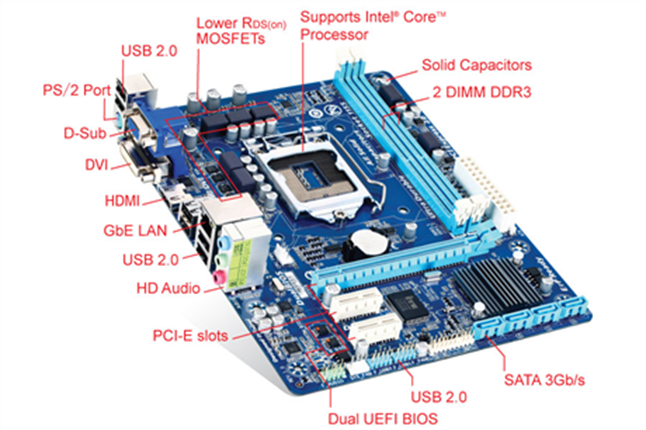 Lower RDS(on)
MOSFETs
Supports Intel® Core™
Processor
USB 2.0
Solid Capacitors
PS/2 Port
2 DIMM DDR3
D-Sub
DVI
HDMI
GbE LAN
USB 2.0
HD Audio
PCI-E slots
SATA 3Gb/s
USB 2.0
Dual UEFI BIOS